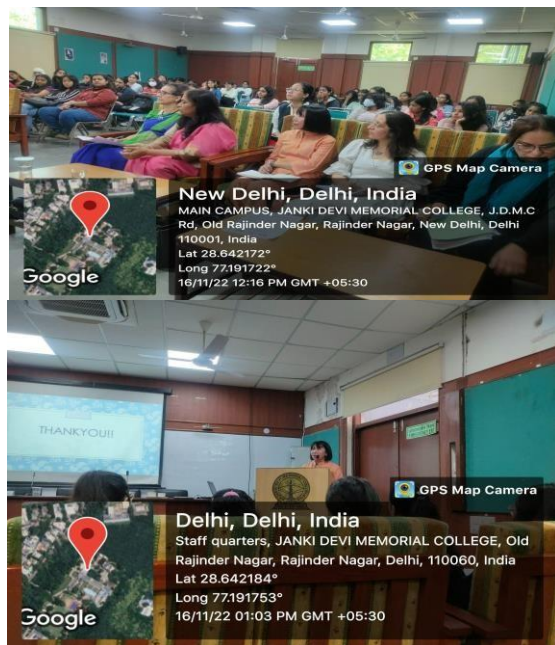 GPS Map Camera
New Delhi, Delhi, India
MAIN CAMPUS, JANKI DEVI MEMORIAL COLLEGE, J.D.M.C
Rd, Old Rajinder Nagar, Rajinder Nagar, New Delhi, Delhi
110001, India
Lat 28.642172°
Long 77.191722°
16/11/22 12:16 PM GMT +05:30
Google
THANKYOU!!
GPS Map Camera
Delhi, Delhi, India
Staff quarters, JANKI DEVI MEMORIAL COLLEGE, Old
Rajinder Nagar, Rajinder Nagar, Delhi, 110060, India
Lat 28.642184°
Long 77.191753°
16/11/22 01:03 PM GMT +05:30
Google